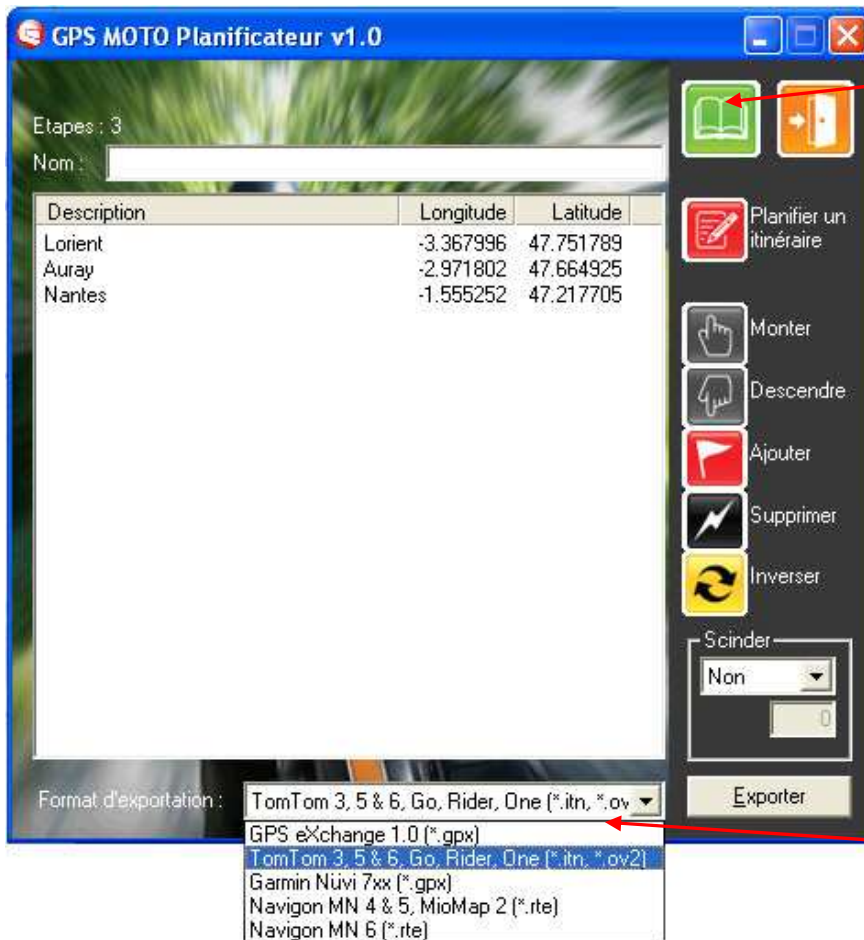 GPS MOTO Planificateur v1.0
Etapes : 3
Nom :
Description Longitude Latitude
Lorient -3.367996 47.751789
Auray -2.971802 47.664925
Nantes -1.555252 47.217705
Planifier un
itinéraire
Monter
Descendre
Ajouter
Supprimer
Inverser
Scinder
Non
0
Format d'exportation : TomTom 3, 5 & 6, Go, Rider, One (*.itn, *.ov
Exporter
GPS eXchange 1.0 (*.gpx)
TomTom 3, 5 & 6, Go, Rider, One (*.itn, *.ov2)
Garmin Nüvi 7xx (*.gpx)
Navigon MN 4 & 5, MioMap 2 (*.rte)
Navigon MN 6 (*.rte)